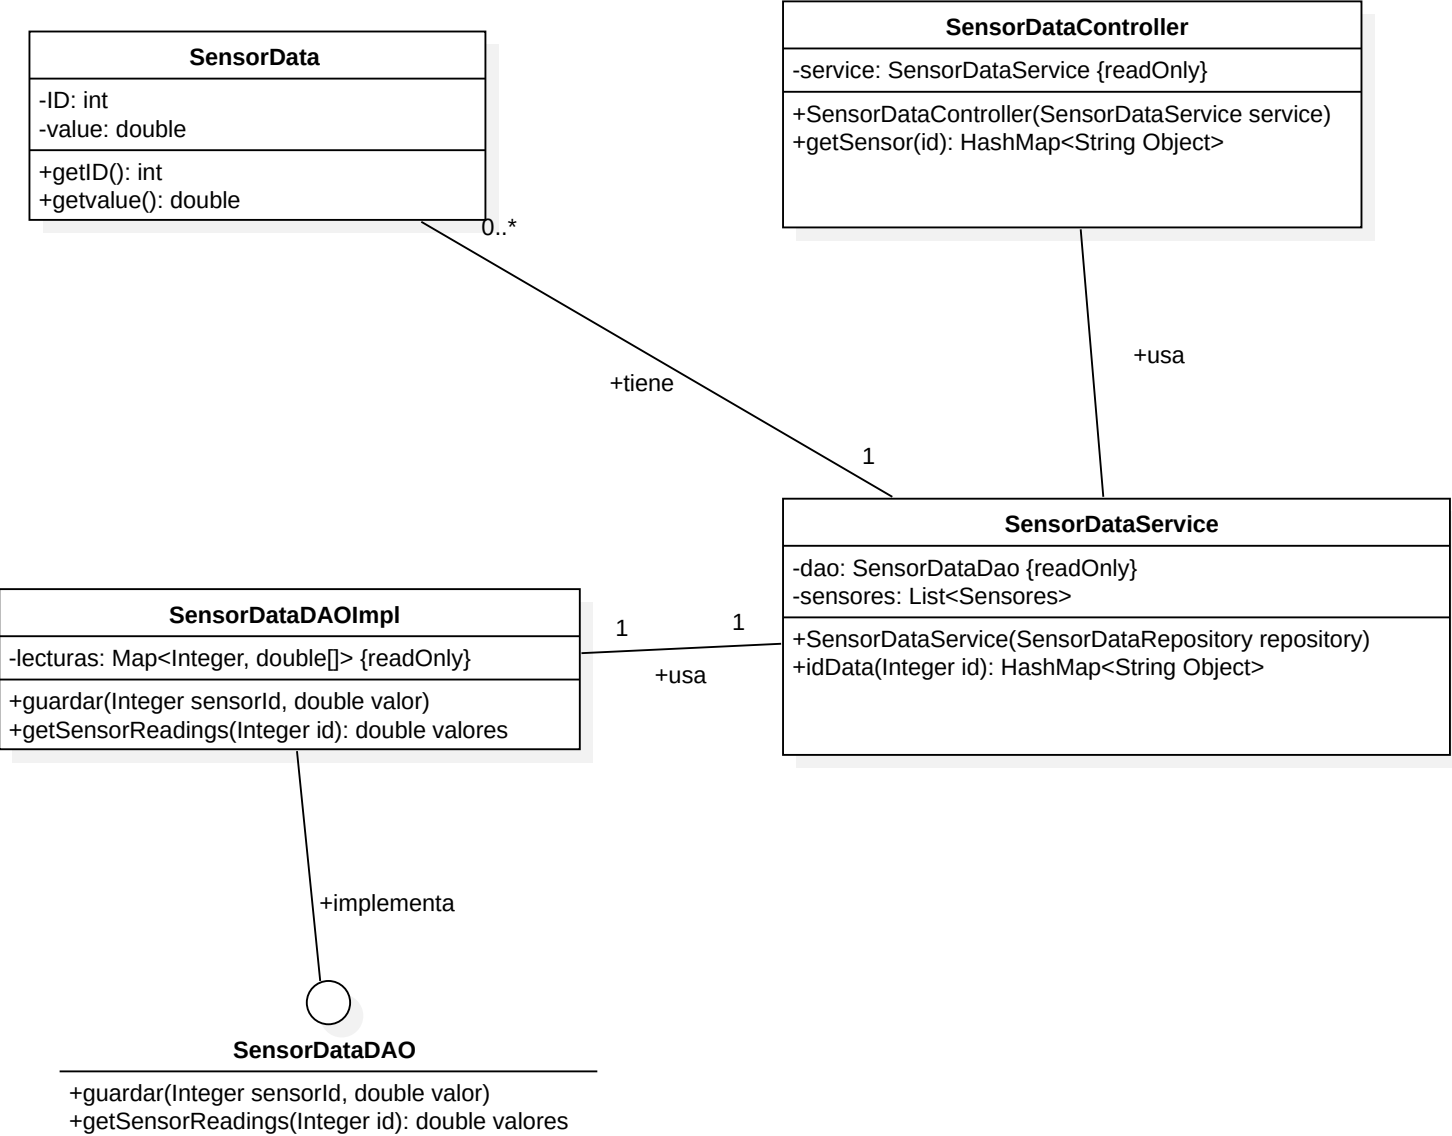 SensorData
-ID: int
-value: double
+getID(): int
+getvalue(): double
SensorDataController
-service: SensorDataService {readOnly}
+SensorDataController(SensorDataService service)
+getSensor(id): HashMap<String Object>
0..*
+tiene
1
+usa
SensorDataService
-dao: SensorDataDao {readOnly}
-sensores: List<Sensores>
+SensorDataService(SensorDataRepository repository)
+idData(Integer id): HashMap<String Object>
SensorDataDAOImpl
-lecturas: Map<Integer, double[]> {readOnly}
+guardar(Integer sensorId, double valor)
+getSensorReadings(Integer id): double valores
1
1
+usa
+implementa
SensorDataDAO
+guardar(Integer sensorId, double valor)
+getSensorReadings(Integer id): double valores